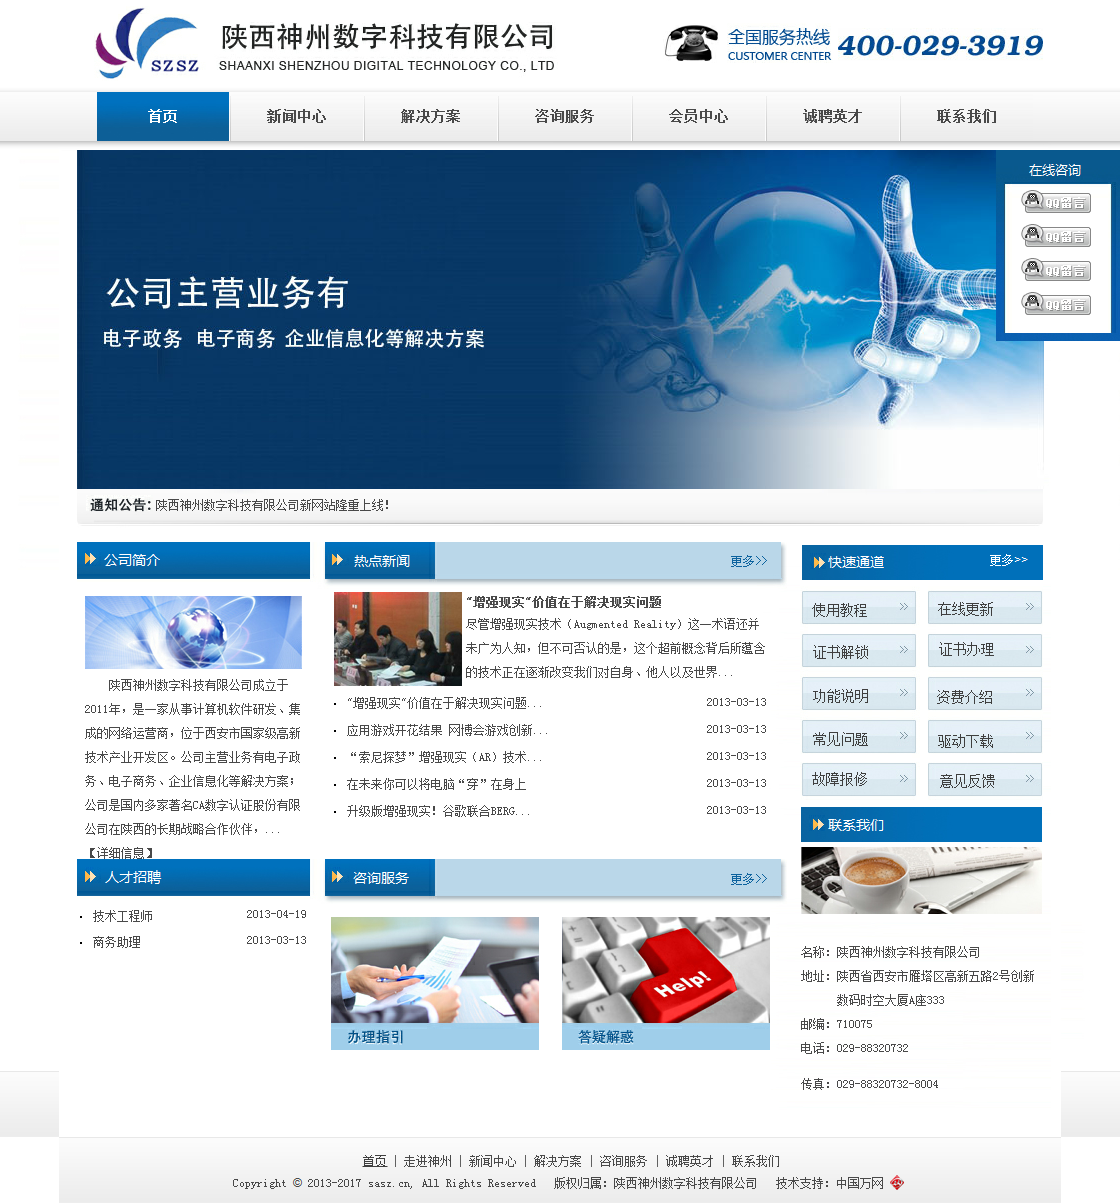 SZSZ
陕西神州数字科技有限公司
SHAANXI SHENZHOU DIGITAL TECHNOLOGY CO., LTD
全国服务热线
CUSTOMER CENTER
400-029-3919
首页 新闻中心 解决方案 咨询服务 会员中心 诚聘英才 联系我们
在线咨询
QQ留言
QQ留言
QQ留言
QQ留言
公司主营业务有
电子政务 电子商务 企业信息化等解决方案
通知公告: 陕西神州数字科技有限公司新网站隆重上线!
公司简介
陕西神州数字科技有限公司成立于
2011年，是一家从事计算机软件研发、集
成的网络运营商，位于西安市国家级高新
技术产业开发区。公司主营业务有电子政
务、电子商务、企业信息化等解决方案；
公司是国内多家著名CA数字认证股份有限
公司在陕西的长期战略合作伙伴，...
【详细信息】
人才招聘
技术工程师 2013-04-19
商务助理 2013-03-13
热点新闻 更多>>
“增强现实”价值在于解决现实问题
尽管增强现实技术（Augmented Reality）这一术语还并
未广为人知，但不可否认的是，这个超前概念背后所蕴含
的技术正在逐渐改变我们对自身、他人以及世界...
“增强现实”价值在于解决现实问题... 2013-03-13
应用游戏开花结果 网博会游戏创新... 2013-03-13
“索尼探梦”增强现实（AR）技术... 2013-03-13
在未来你可以将电脑“穿”在身上 2013-03-13
升级版增强现实！谷歌联合BERG... 2013-03-13
咨询服务 更多>>
Help!
办理指引 答疑解惑
快速通道 更多>>
使用教程 在线更新
证书解锁 证书办理
功能说明 资费介绍
常见问题 驱动下载
故障报修 意见反馈
联系我们
名称：陕西神州数字科技有限公司
地址：陕西省西安市雁塔区高新五路2号创新
数码时空大厦A座333
邮编：710075
电话：029-88320732
传真：029-88320732-8004
首页 | 走进神州 | 新闻中心 | 解决方案 | 咨询服务 | 诚聘英才 | 联系我们
Copyright © 2013-2017 sasz.cn, All Rights Reserved 版权归属：陕西神州数字科技有限公司 技术支持：中国万网